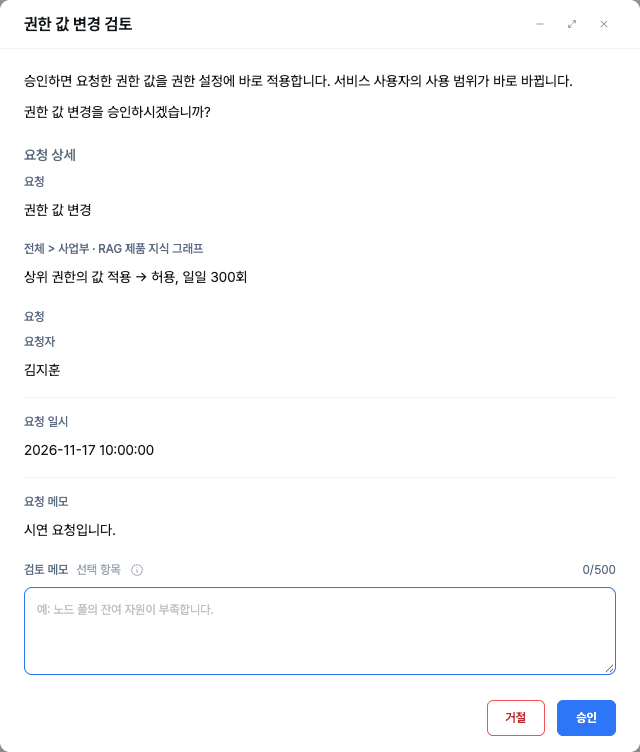 권한 값 변경 검토
승인하면 요청한 권한 값을 권한 설정에 바로 적용합니다. 서비스 사용자의 사용 범위가 바로 바뀝니다.
권한 값 변경을 승인하시겠습니까?
요청 상세
요청
권한 값 변경
전체 > 사업부 · RAG 제품 지식 그래프
상위 권한의 값 적용 → 허용, 일일 300회
요청
요청자
김지훈
요청 일시
2026-11-17 10:00:00
요청 메모
시연 요청입니다.
검토 메모 선택 항목 0/500
예: 노드 풀의 잔여 자원이 부족합니다.
거절 승인